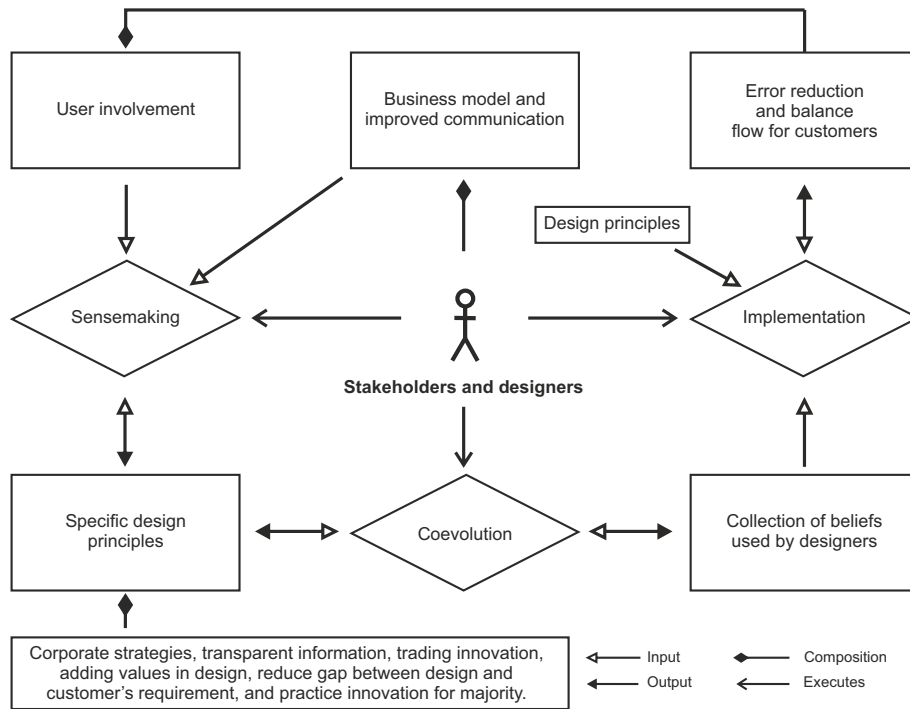 User involvement
Business model and
improved communication
Error reduction
and balance
flow for customers
Design principles
Sensemaking
Implementation
Stakeholders and designers
Specific design
principles
Coevolution
Collection of beliefs
used by designers
Corporate strategies, transparent information, trading innovation,
adding values in design, reduce gap between design and
customer's requirement, and practice innovation for majority.
Input
Composition
Output
Executes